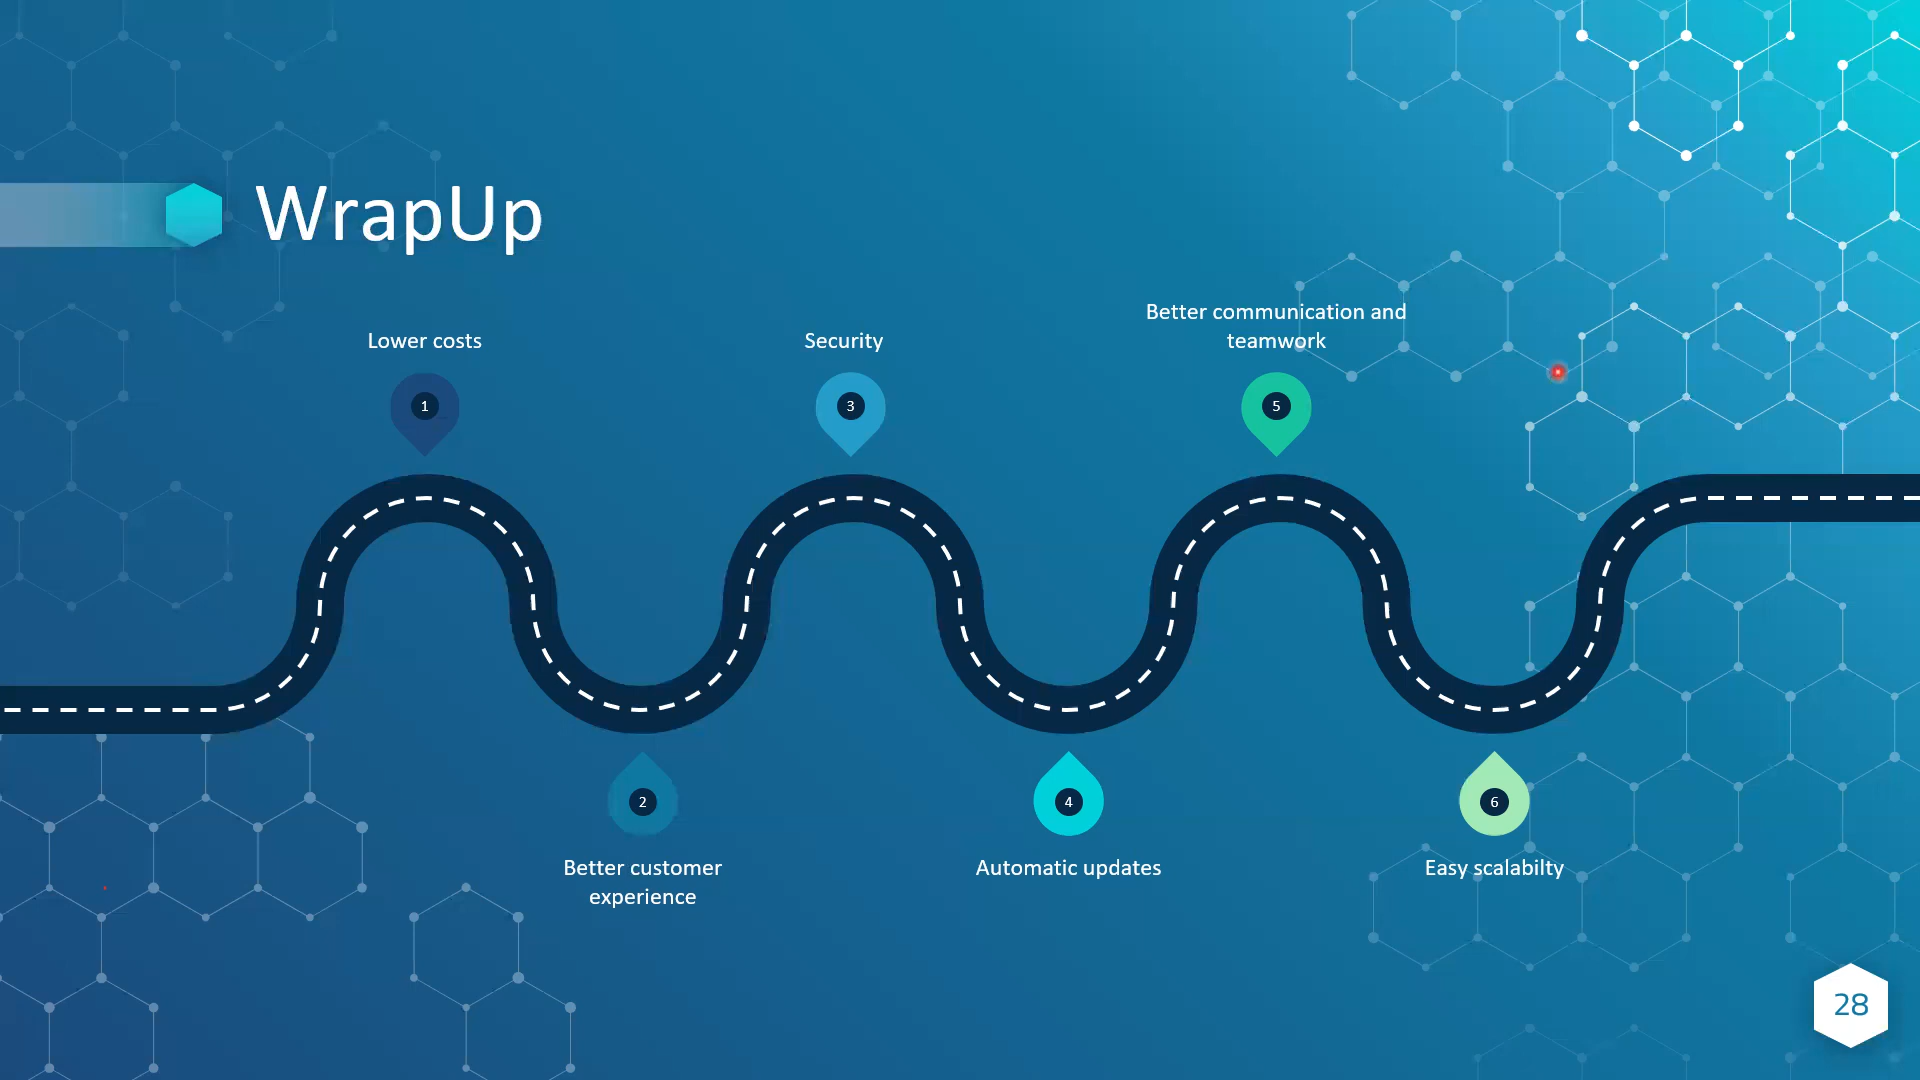 WrapUp
Lower costs
1
Better customer
experience
2
Security
3
Automatic updates
4
Better communication and
teamwork
5
Easy scalabilty
6
28